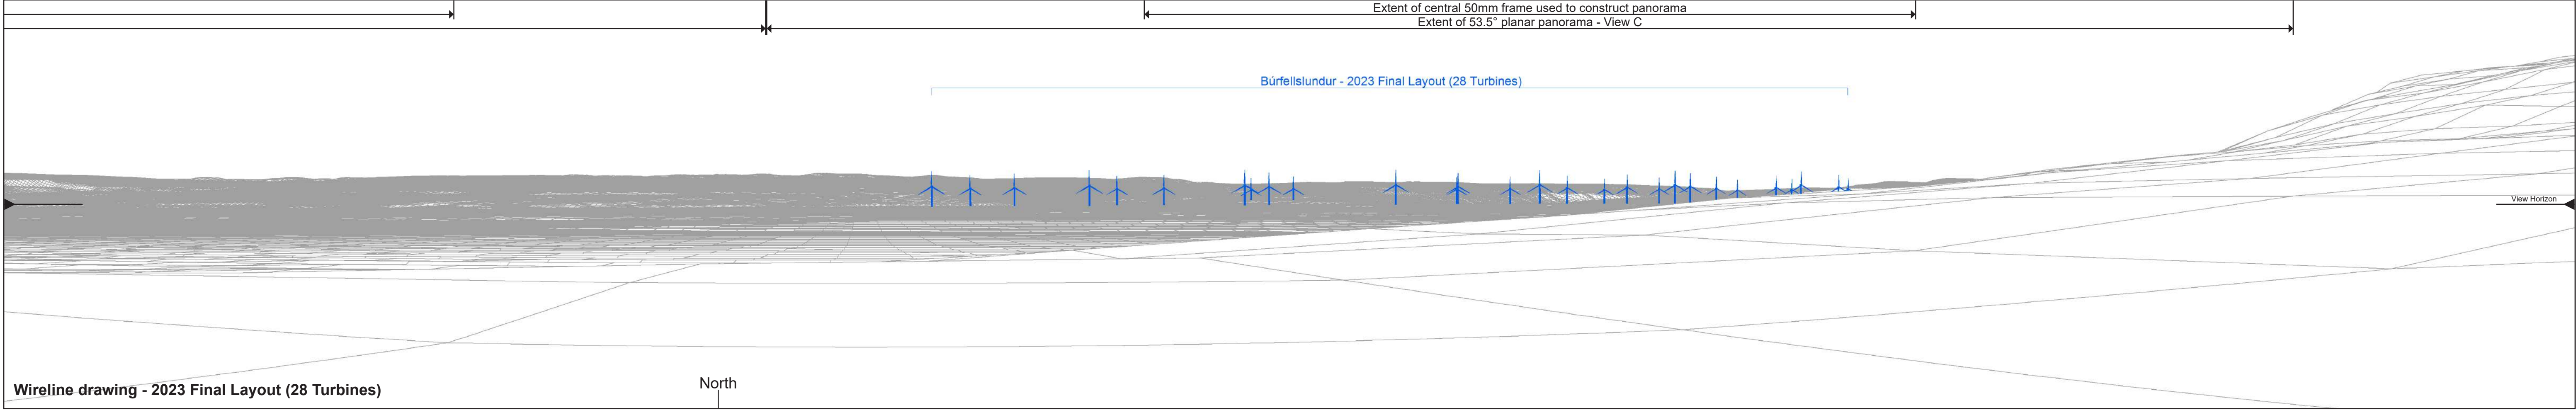 Extent of central 50mm frame used to construct panorama
Extent of 53.5° planar panorama - View C
Búrfellslundur - 2023 Final Layout (28 Turbines)
View Horizon
North
Wireline drawing - 2023 Final Layout (28 Turbines)